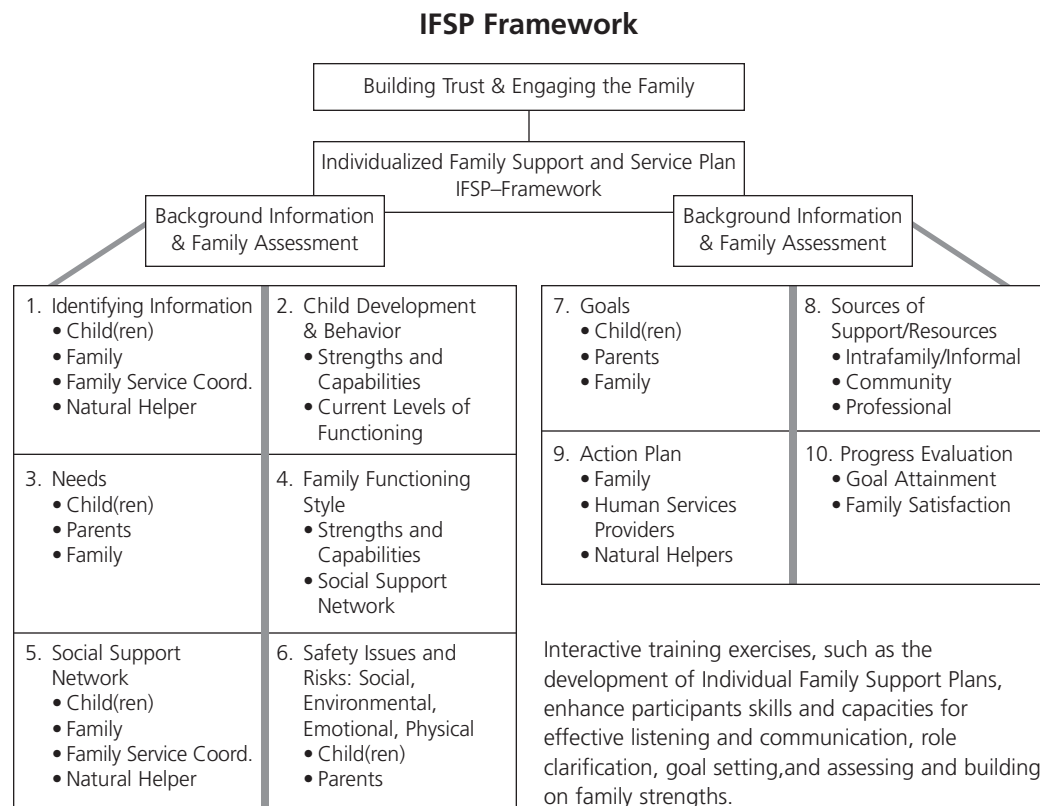 IFSP Framework
Building Trust & Engaging the Family
Individualized Family Support and Service Plan
IFSP–Framework
Background Information
& Family Assessment
Background Information
& Family Assessment
1. Identifying Information
• Child(ren)
• Family
• Family Service Coord.
• Natural Helper
2. Child Development
& Behavior
• Strengths and
Capabilities
• Current Levels of
Functioning
3. Needs
• Child(ren)
• Parents
• Family
4. Family Functioning
Style
• Strengths and
Capabilities
• Social Support
Network
5. Social Support
Network
• Child(ren)
• Family
• Family Service Coord.
• Natural Helper
6. Safety Issues and
Risks: Social,
Environmental,
Emotional, Physical
• Child(ren)
• Parents
7. Goals
• Child(ren)
• Parents
• Family
8. Sources of
Support/Resources
• Intrafamily/Informal
• Community
• Professional
9. Action Plan
• Family
• Human Services
Providers
• Natural Helpers
10. Progress Evaluation
• Goal Attainment
• Family Satisfaction
Interactive training exercises, such as the
development of Individual Family Support Plans,
enhance participants skills and capacities for
effective listening and communication, role
clarification, goal setting,and assessing and building
on family strengths.